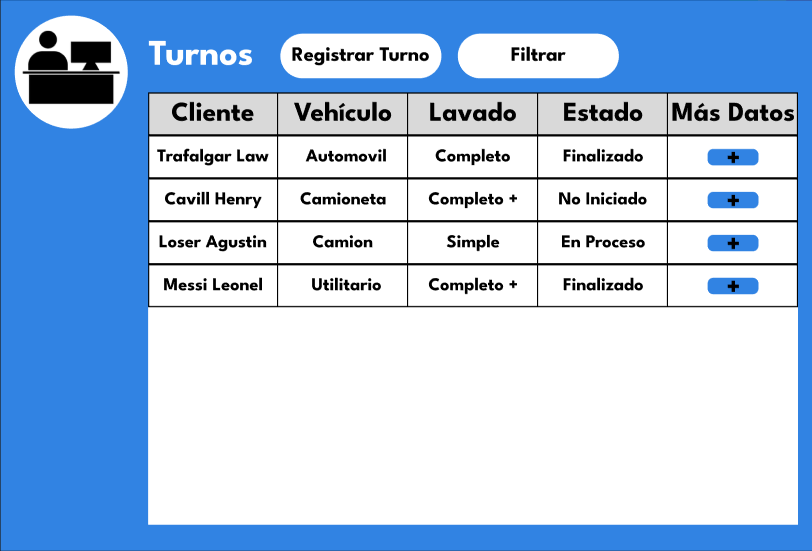 Turnos Registrar Turno Filtrar
Cliente Vehículo Lavado Estado Más Datos
Trafalgar Law Automovil Completo Finalizado +
Cavill Henry Camioneta Completo + No Iniciado +
Loser Agustin Camion Simple En Proceso +
Messi Leonel Utilitario Completo + Finalizado +